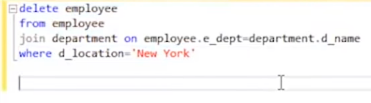 delete employee
from employee
join department on employee.e_dept=department.d_name
where d_location='New York'